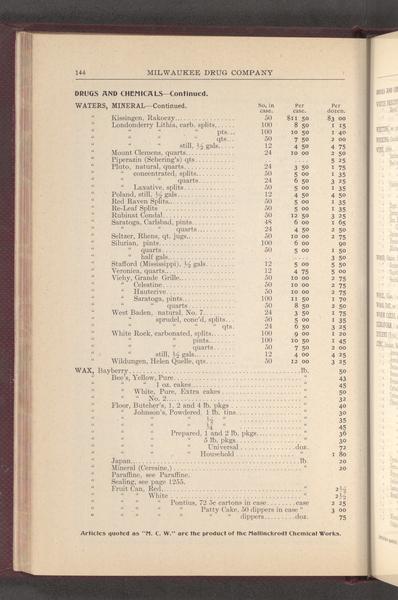 144 MILWAUKEE DRUG COMPANY
DRUGS AND CHEMICALS—Continued.
WATERS, MINERAL—Continued. No. in case. Per case. Per dozen.
" Kissingen, Rakoczy 50 $11 50 $3 00
" Londonderry Lithia, carb. splits 100 8 50 1 15
" " " " pts 100 10 50 1 40
" " " " qts 50 7 50 2 00
" " " still, ½ gals 12 4 50 4 75
" Mount Clemens, quarts 24 10 00 2 50
" Piperazin (Schering's) qts 5 25
" Pluto, natural, quarts 24 3 50 1 75
" " concentrated, splits 50 5 00 1 35
" " " quarts 24 6 50 3 25
" " Laxative, splits 50 5 00 1 35
" Poland, still, ½ gals 12 4 50 4 50
" Red Raven Splits 50 5 00 1 35
" Re-Leaf Splits 50 5 00 1 35
" Rubinat Condal 50 12 50 3 25
" Saratoga, Carlsbad, pints 48 6 00 1 65
" " " quarts 24 4 50 2 50
" Seltzer, Rhens, qt. jugs 50 10 00 2 75
" Silurian, pints 100 6 00 90
" " quarts 50 5 00 1 50
" " half gals 3 50
" Stafford (Mississippi), ½ gals 12 5 00 5 50
" Veronica, quarts 12 4 75 5 00
" Vichy, Grande Grille 50 10 00 2 75
" " Celestine 50 10 00 2 75
" " Hauterive 50 10 00 2 75
" " Saratoga, pints 100 11 50 1 70
" " " quarts 50 8 50 2 50
" West Baden, natural, No. 7 24 3 50 1 75
" " sprudel, conc'd, splits 50 5 00 1 35
" " " " qts. 24 6 50 3 25
" White Rock, carbonated, splits 100 9 00 1 20
" " " " pints 100 10 50 1 45
" " " " quarts 50 7 50 2 00
" " " still, ½ gals 12 4 00 4 25
" Wildungen, Helen Quelle, qts. 50 12 00 3 25
WAX, Bayberry lb. 50
" Bee's, Yellow, Pure " 43
" " " 1 oz. cakes " 45
" " White, Pure, Extra cakes " 50
" " " No. 2 " 32
" Floor, Butcher's, 1, 2 and 4 lb. pkgs " 40
" " Johnson's, Powdered, 1 lb. tins " 30
" " " " ½ " " 35
" " " " ¼ " " 45
" " " Prepared, 1 and 2 lb. pkgs " 36
" " " " 5 lb. pkgs " 30
" " " Universal doz. 72
" " " Household " 1 80
" Japan lb. 20
" Mineral (Ceresine) " 20
" Paraffine, see Paraffine.
" Sealing, see page 1255.
" Fruit Can, Red " 2½
" " " White " 2½
" " " Pontius, 72 5c cartons in case case 2 25
" " " " Patty Cake, 50 dippers in case " 3 00
" " " " " " dippers doz. 75
Articles quoted as "M. C. W." are the product of the Mallinckrodt Chemical Works.